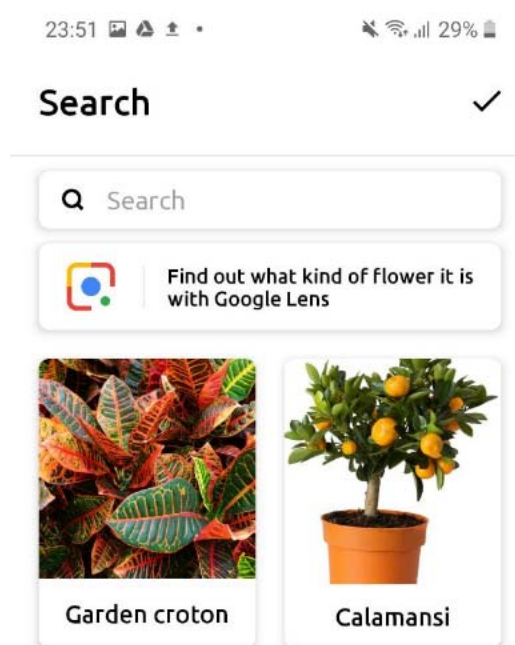 23:51
29%
Search
Search
Find out what kind of flower it is
with Google Lens
Garden croton
Calamansi